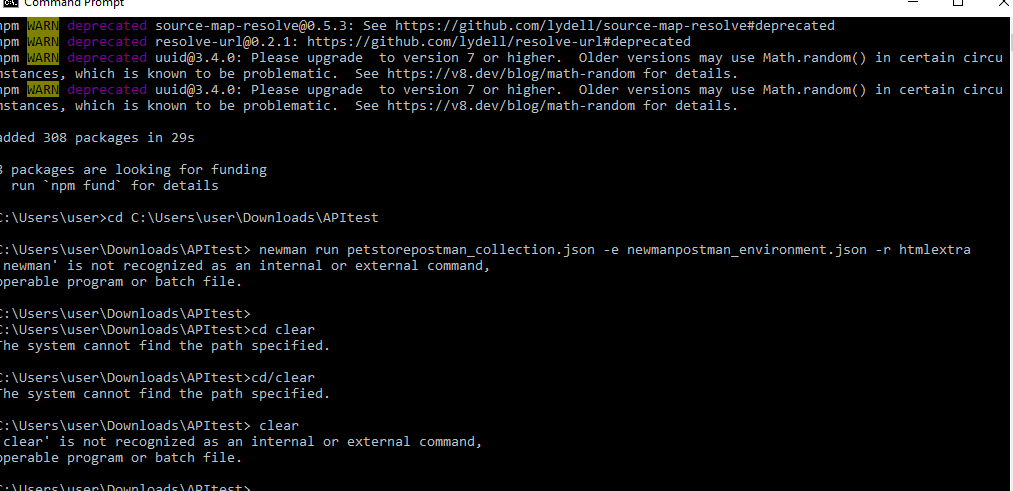 Command Prompt
npm WARN deprecated source-map-resolve@0.5.3: See https://github.com/lydell/source-map-resolve#deprecated
npm WARN deprecated resolve-url@0.2.1: https://github.com/lydell/resolve-url#deprecated
npm WARN deprecated uuid@3.4.0: Please upgrade  to version 7 or higher.  Older versions may use Math.random() in certain circu
nstances, which is known to be problematic.  See https://v8.dev/blog/math-random for details.
npm WARN deprecated uuid@3.4.0: Please upgrade  to version 7 or higher.  Older versions may use Math.random() in certain circu
nstances, which is known to be problematic.  See https://v8.dev/blog/math-random for details.
added 308 packages in 29s
8 packages are looking for funding
run `npm fund` for details
C:\Users\user>cd C:\Users\user\Downloads\APItest
C:\Users\user\Downloads\APItest> newman run petstorepostman_collection.json -e newmanpostman_environment.json -r htmlextra
'newman' is not recognized as an internal or external command,
operable program or batch file.
C:\Users\user\Downloads\APItest>
C:\Users\user\Downloads\APItest>cd clear
The system cannot find the path specified.
C:\Users\user\Downloads\APItest>cd/clear
The system cannot find the path specified.
C:\Users\user\Downloads\APItest> clear
'clear' is not recognized as an internal or external command,
operable program or batch file.
C:\Users\user\Downloads\APItest>